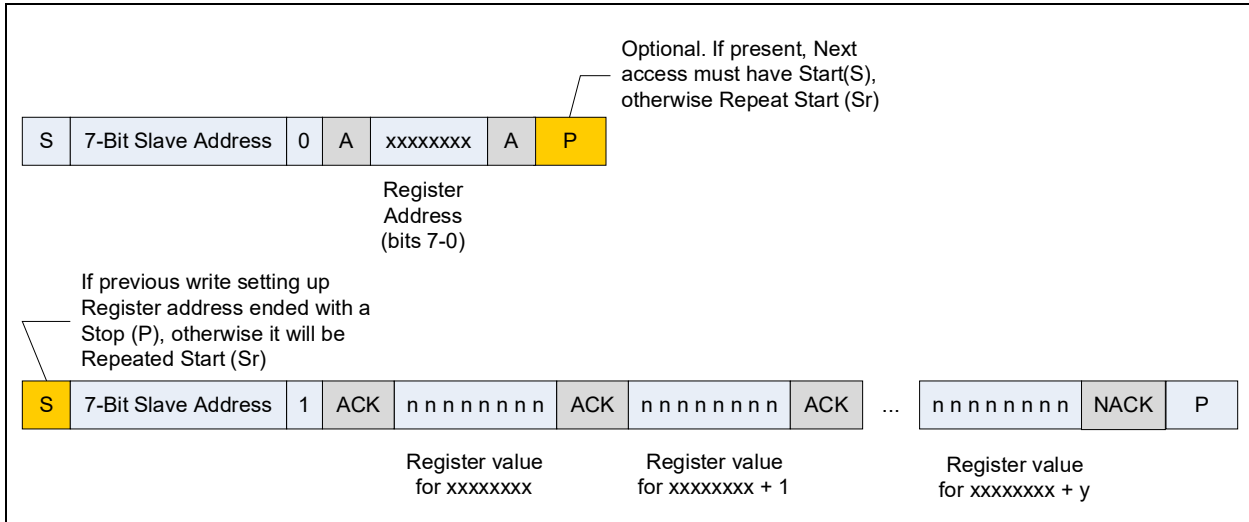 Optional. If present, Next
access must have Start(S),
otherwise Repeat Start (Sr)
S 7-Bit Slave Address 0 A xxxxxxxx A P
Register
Address
(bits 7-0)
If previous write setting up
Register address ended with a
Stop (P), otherwise it will be
Repeated Start (Sr)
S 7-Bit Slave Address 1 ACK n n n n n n n n ACK n n n n n n n n ACK ... n n n n n n n n NACK P
Register value
for xxxxxxxx
Register value
for xxxxxxxx + 1
Register value
for xxxxxxxx + y